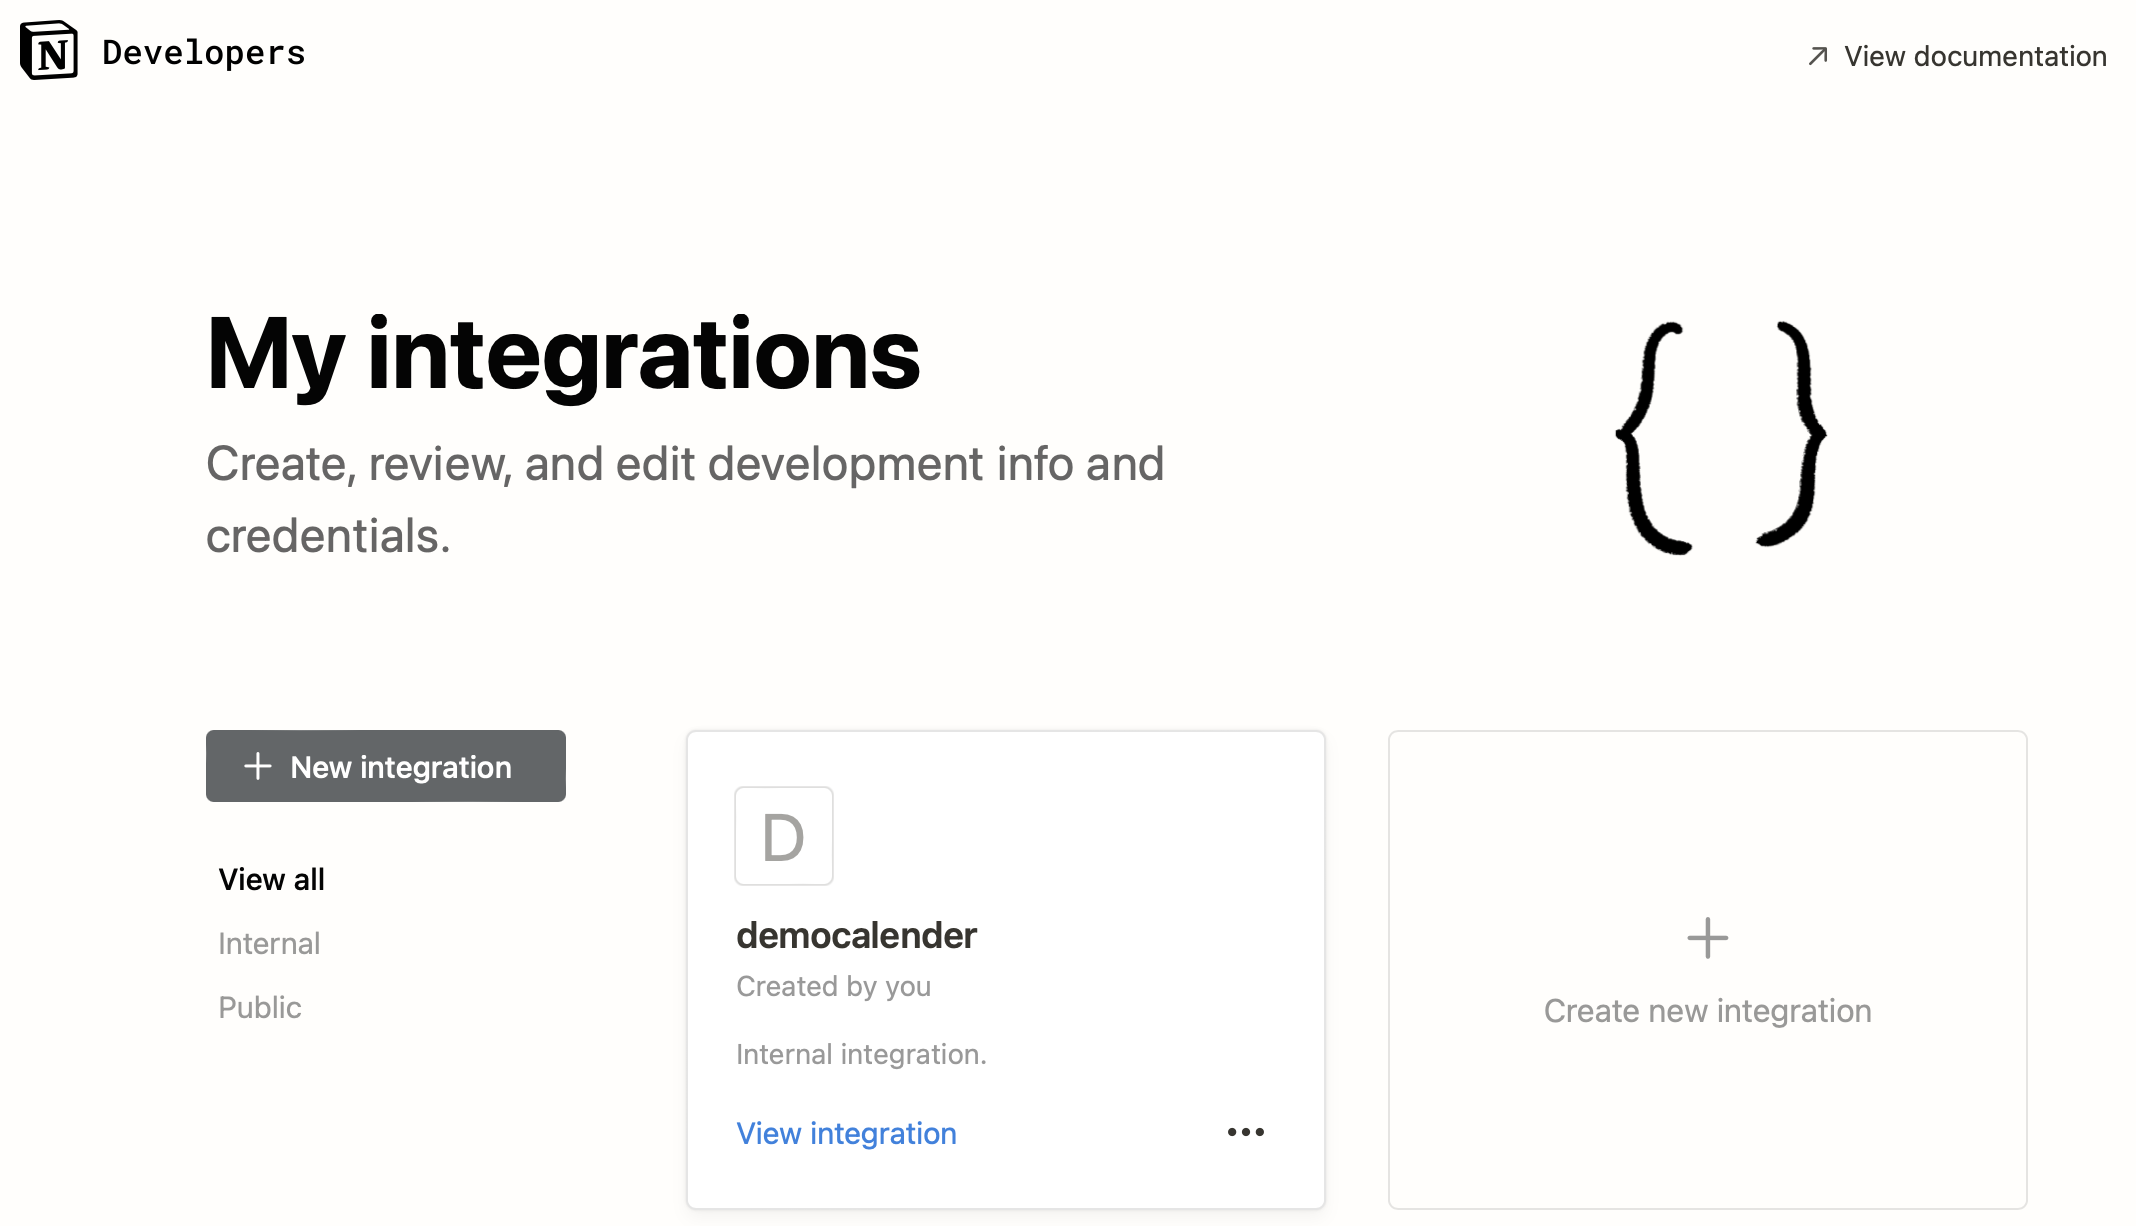 Developers
View documentation
My integrations
Create, review, and edit development info and
credentials.
New integration
View all
Internal
Public
D
democalender
Created by you
Internal integration.
View integration
Create new integration